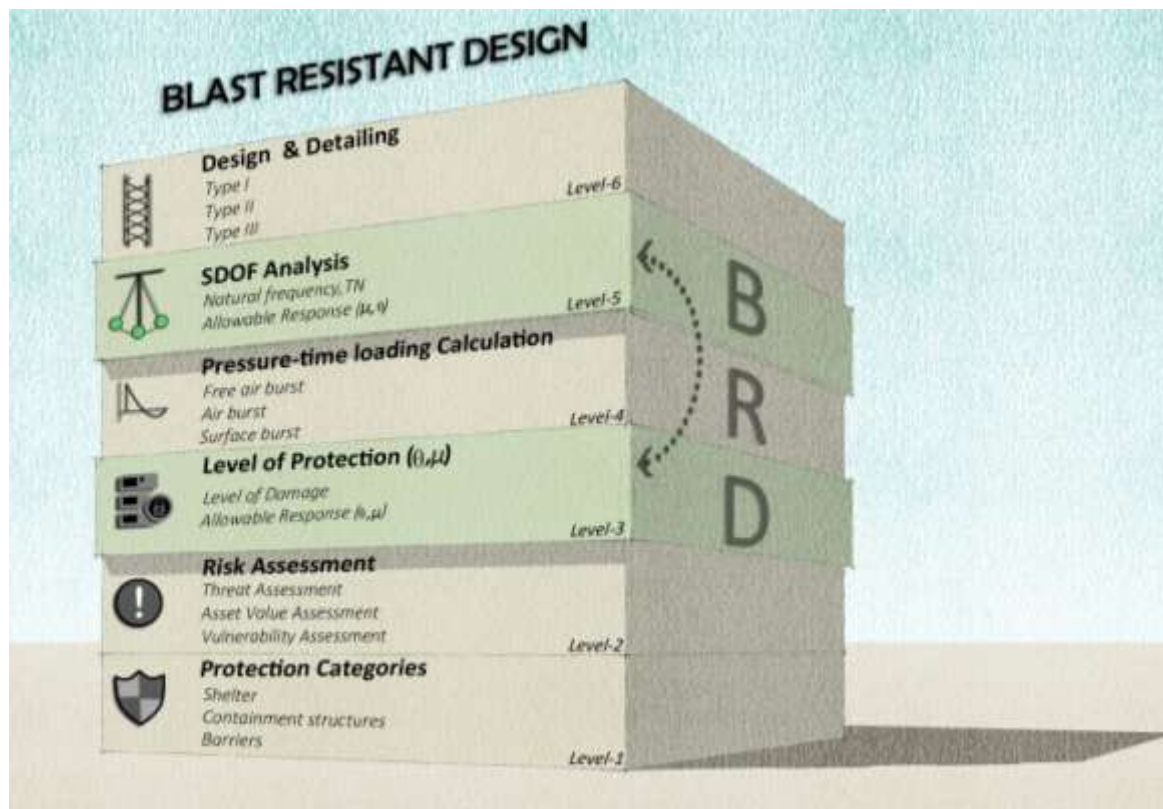 BLAST RESISTANT DESIGN
Design & Detailing
Type I
Type II
Type III
Level-6
SDOF Analysis
Natural frequency, TN
Allowable Response (μ,θ)
Level-5
Pressure-time loading Calculation
Free air burst
Air burst
Surface burst
Level-4
Level of Protection (θ,μ)
Level of Damage
Allowable Response (θ,μ)
Level-3
Risk Assessment
Threat Assessment
Asset Value Assessment
Vulnerability Assessment
Level-2
Protection Categories
Shelter
Containment structures
Barriers
Level-1
B
R
D